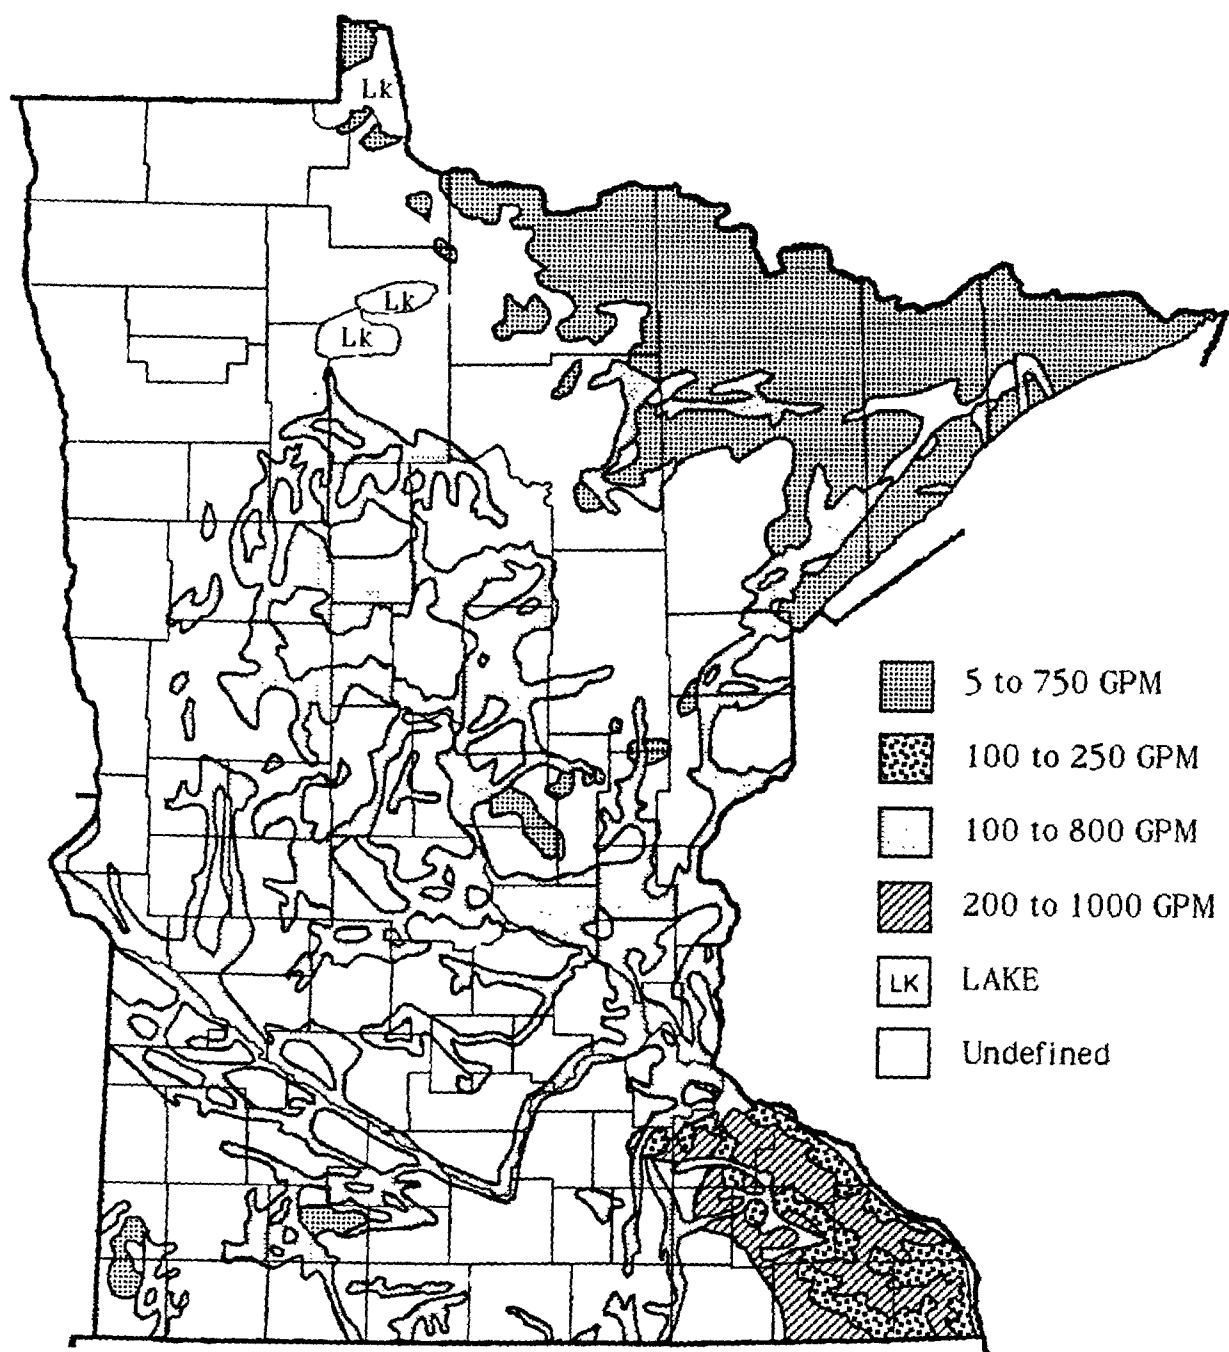 Lk
Lk
Lk
5 to 750 GPM
100 to 250 GPM
100 to 800 GPM
200 to 1000 GPM
LK LAKE
Undefined